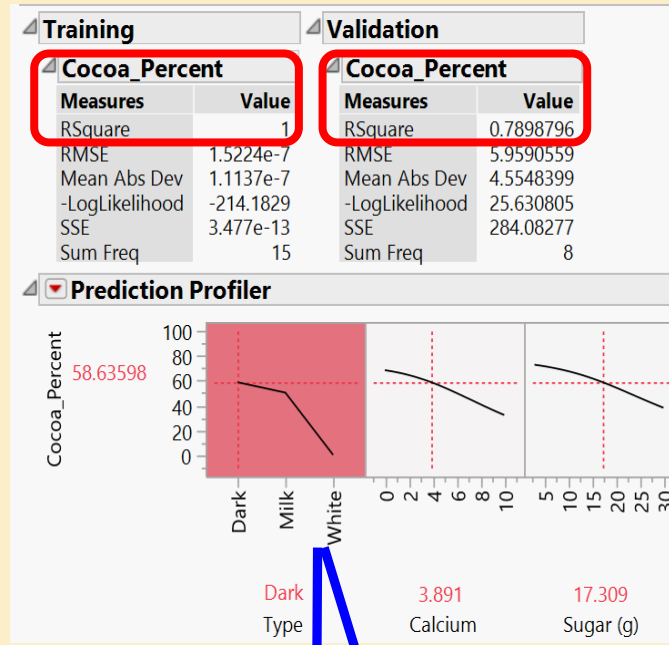 Training Validation
Cocoa_Percent Cocoa_Percent
Measures Value Measures Value
RSquare 1 RSquare 0.7898796
RMSE 1.5224e-7 RMSE 5.9590559
Mean Abs Dev 1.1137e-7 Mean Abs Dev 4.5548399
-LogLikelihood -214.1829 -LogLikelihood 25.630805
SSE 3.477e-13 SSE 284.08277
Sum Freq 15 Sum Freq 8
Prediction Profiler
Cocoa_Percent
58.63598
100
80
60
40
20
0
Dark Milk White 0 2 4 6 8 10 5 10 15 20 25 30
Dark 3.891 17.309
Type Calcium Sugar (g)